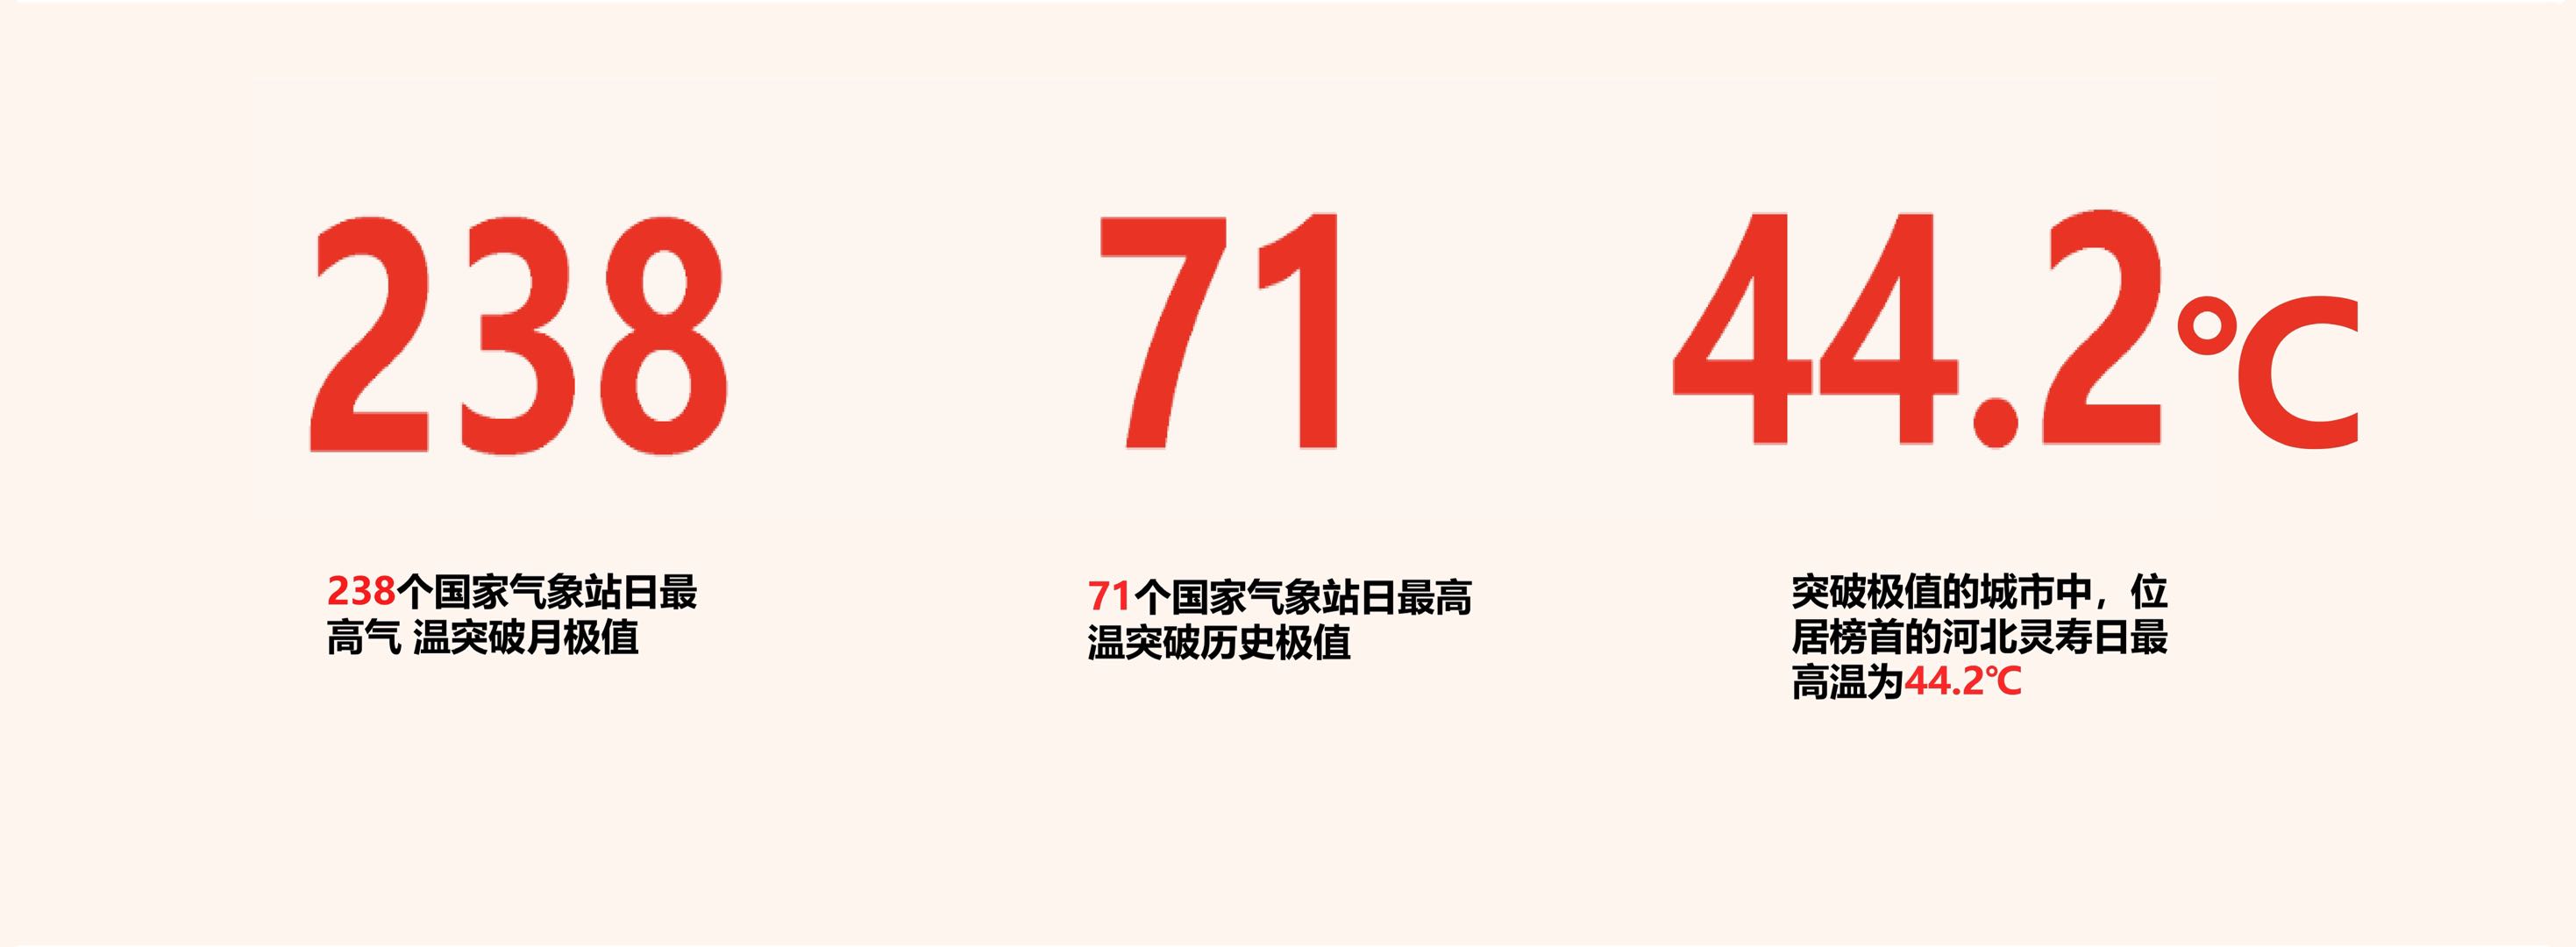 238
71
44.2℃
238个国家气象站日最
高气 温突破月极值
71个国家气象站日最高
温突破历史极值
突破极值的城市中，位
居榜首的河北灵寿日最
高温为44.2℃